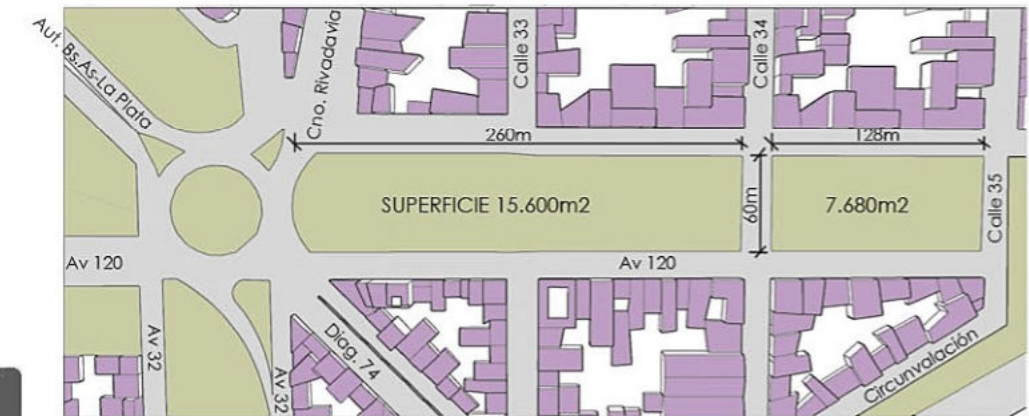 Aut. Bs.As-La Plata
Cno. Rivadavia
Calle 33
Calle 34
260m
128m
SUPERFICIE 15.600m2
60m
7.680m2
Calle 35
Av 120
Av 120
Av 32
Av 32
Diag. 74
Circunvalación